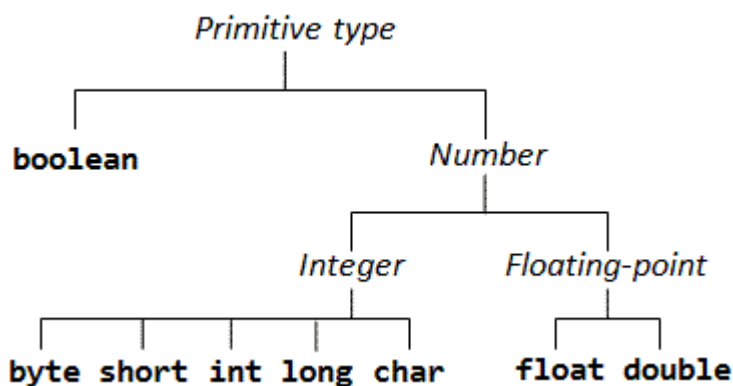 Primitive type
boolean
Number
Integer
Floating-point
byte short int long char
float double